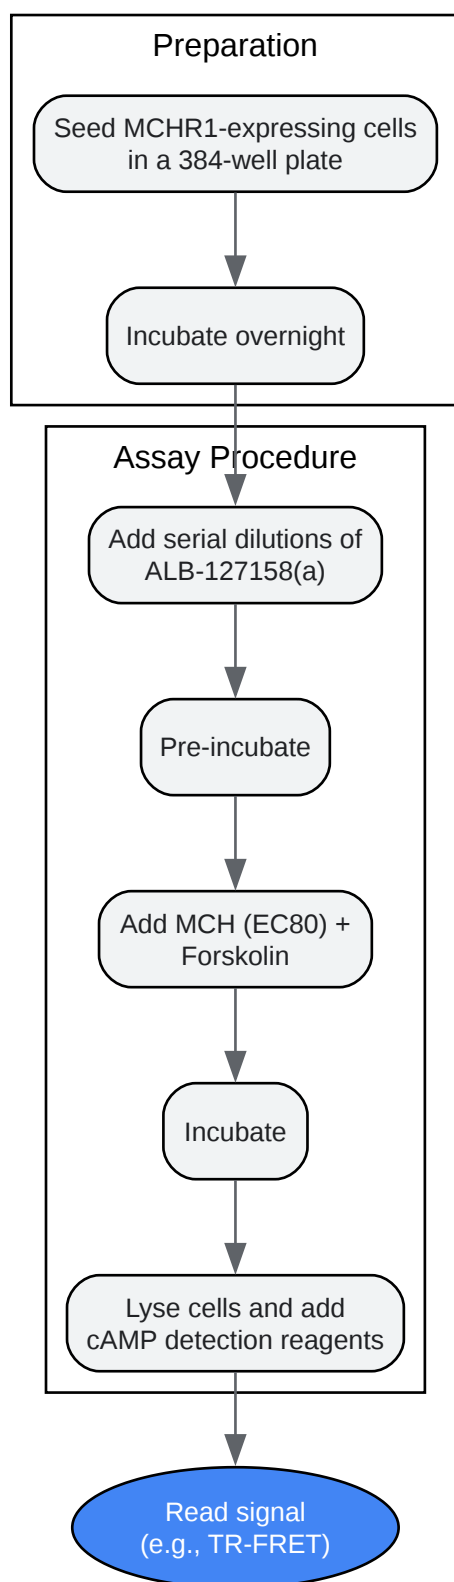 Preparation
Seed MCHR1-expressing cells
in a 384-well plate
Incubate overnight
Assay Procedure
Add serial dilutions of
ALB-127158(a)
Pre-incubate
Add MCH (EC80) +
Forskolin
Incubate
Lyse cells and add
cAMP detection reagents
Read signal
(e.g., TR-FRET)